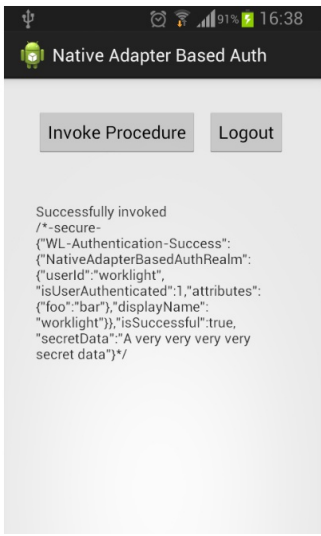 91% 16:38
Native Adapter Based Auth
Invoke Procedure Logout
Successfully invoked
/*-secure-
{"WL-Authentication-Success":
{"NativeAdapterBasedAuthRealm":
{"userId":"worklight",
"isUserAuthenticated":1,"attributes":
{"foo":"bar"},"displayName":
"worklight"}},"isSuccessful":true,
"secretData":"A very very very very
secret data"}*/